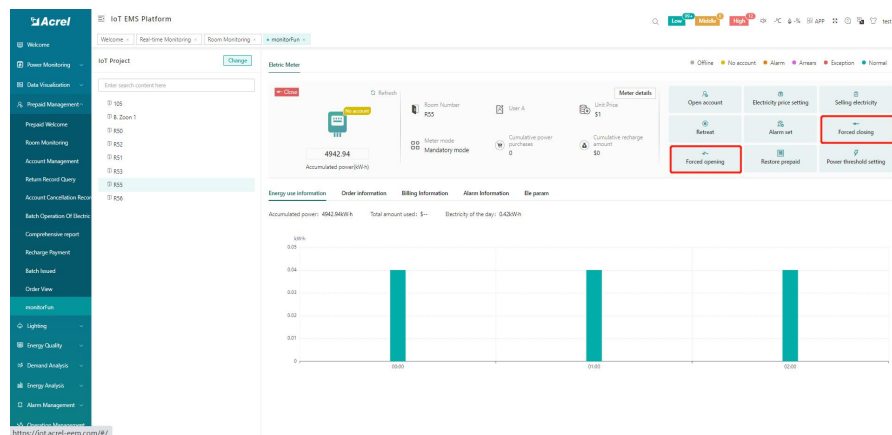 Acrel
IoT EMS Platform
Low
Middle
High
APP
test
Welcome
Real-time Monitoring
Room Monitoring
monitorFun
Welcome
Power Monitoring
Data Visualization
Prepaid Management
Prepaid Welcome
Room Monitoring
Account Management
Return Record Query
Account Cancellation Recor
Batch Operation Of Electric
Comprehensive report
Recharge Payment
Batch Issued
Order View
monitorFun
Lighting
Energy Quality
Demand Analysis
Energy Analysis
Alarm Management
Operation Management
https://iot.acrel-eem.com/#/
IoT Project
Change
Enter search content here
105
B. Zoon 1
R50
R52
R51
R53
R55
R56
Eletric Meter
Offline
No account
Alarm
Arrears
Exception
Normal
Close
Refresh
Meter details
No account
4942.94
Accumulated power(kW·h)
Room Number
R55
User A
Unit Price
$1
Meter mode
Mandatory mode
Cumulative power
purchases
0
Cumulative recharge
amount
$0
Open account
Electricity price setting
Selling electricity
Retreat
Alarm set
Forced closing
Forced opening
Restore prepaid
Power threshold setting
Energy use information
Order information
Billing Information
Alarm Information
Ele param
Accumulated power: 4942.94kW·h
Total amount used: $--
Electricity of the day: 0.42kW·h
kW·h
0.05
0.04
0.03
0.02
0.01
0
00:00
01:00
02:00